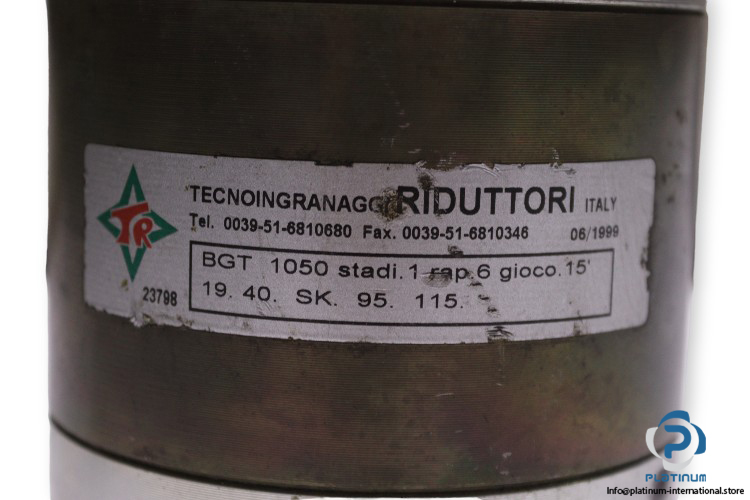 TR
TECNOINGRANAGGI RIDUTTORI ITALY
Tel. 0039-51-6810680 Fax. 0039-51-6810346 06/1999
BGT 1050 stadi.1 rap.6 gioco.15'
19. 40. SK. 95. 115.
23798
PLATINUM
Info@platinum-international.store